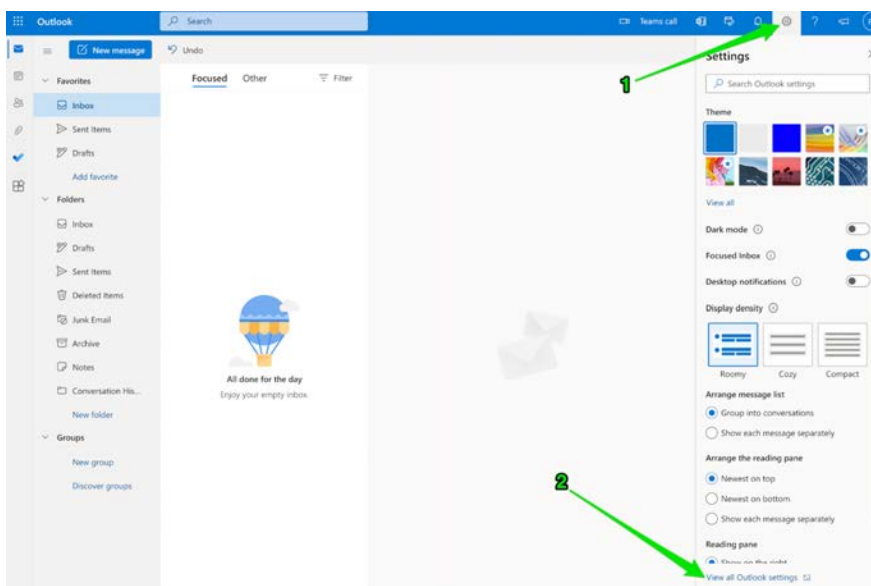 Outlook
Search
Teams call
New message
Undo
Favorites
Inbox
Sent Items
Drafts
Add favorite
Folders
Inbox
Drafts
Sent Items
Deleted Items
Junk Email
Archive
Notes
Conversation His...
New folder
Groups
New group
Discover groups
Focused Other Filter
All done for the day
Enjoy your empty inbox.
1
2
Settings
Search Outlook settings
Theme
View all
Dark mode
Focused Inbox
Desktop notifications
Display density
Roomy Cozy Compact
Arrange message list
Group into conversations
Show each message separately
Arrange the reading pane
Newest on top
Newest on bottom
Show each message separately
Reading pane
Show on the right
View all Outlook settings